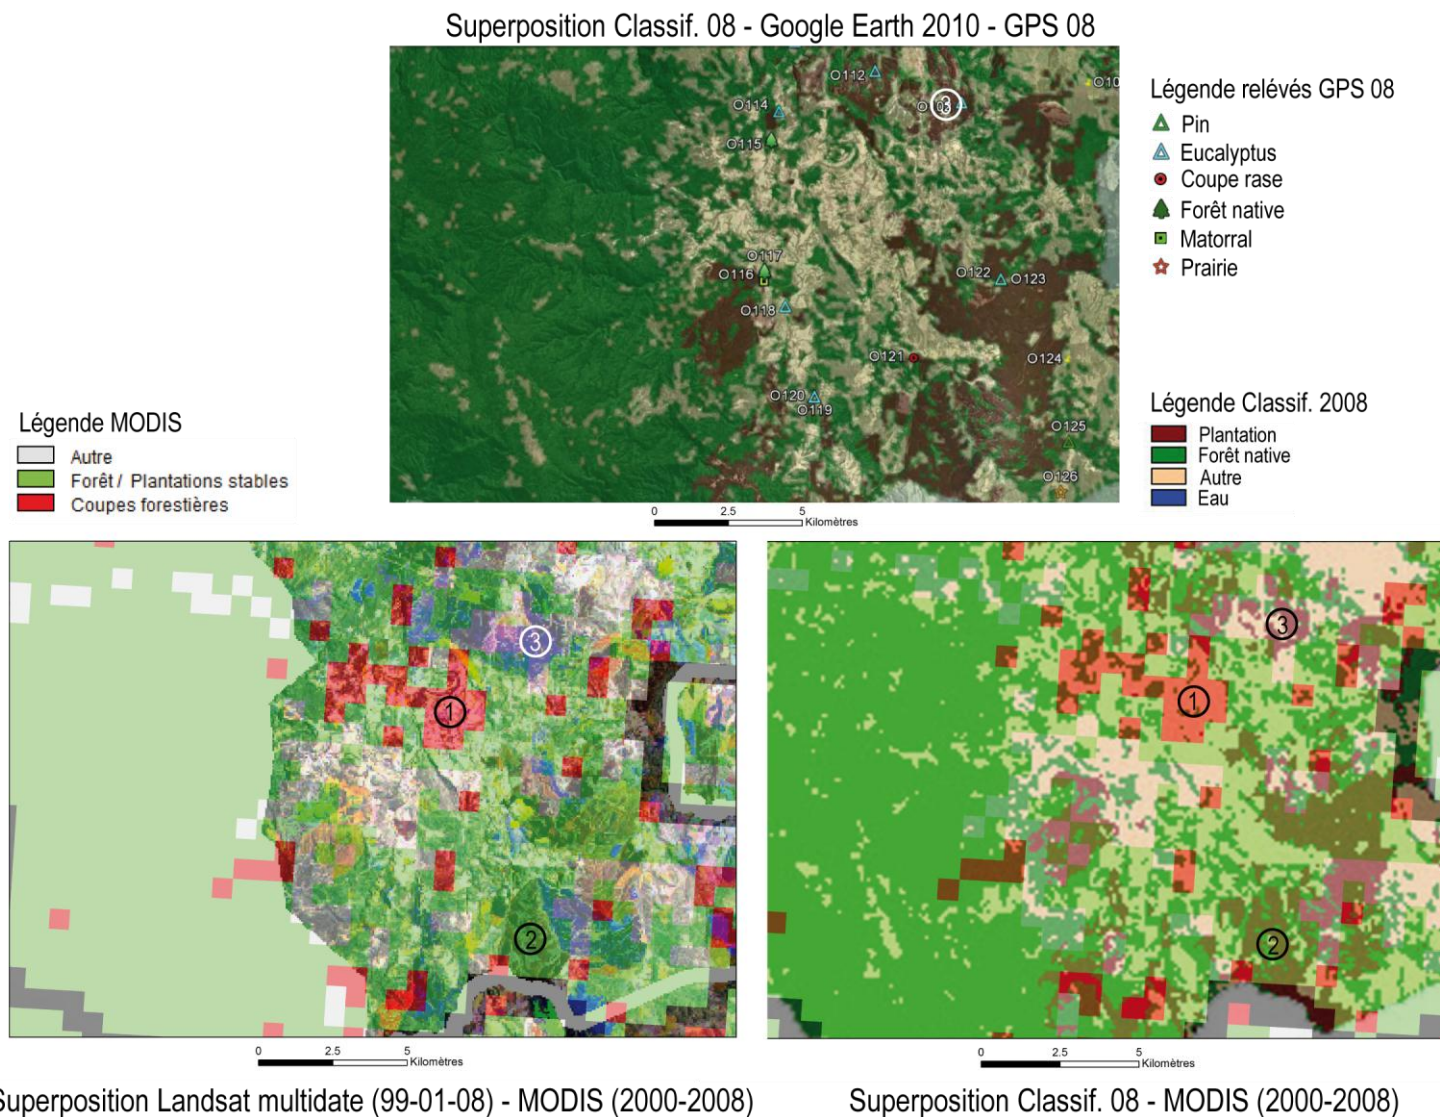 Superposition Classif. 08 - Google Earth 2010 - GPS 08
O112
O10
O114
3
O115
O117
O116
O122
O123
O118
O121
O124
O120
O119
O125
O126
0 2.5 5
Kilomètres
Légende relévés GPS 08
Pin
Eucalyptus
Coupe rase
Forêt native
Matorral
Prairie
Légende MODIS
Autre
Forêt / Plantations stables
Coupes forestières
Légende Classif. 2008
Plantation
Forêt native
Autre
Eau
3
1
2
0 2.5 5
Kilomètres
3
1
2
0 2.5 5
Kilomètres
Superposition Landsat multidate (99-01-08) - MODIS (2000-2008)
Superposition Classif. 08 - MODIS (2000-2008)